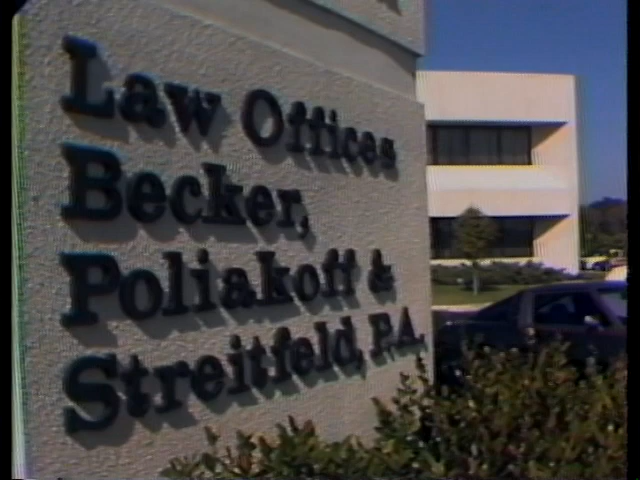 Law Offices
Becker,
Poliakoff &
Streitfeld, P.A.